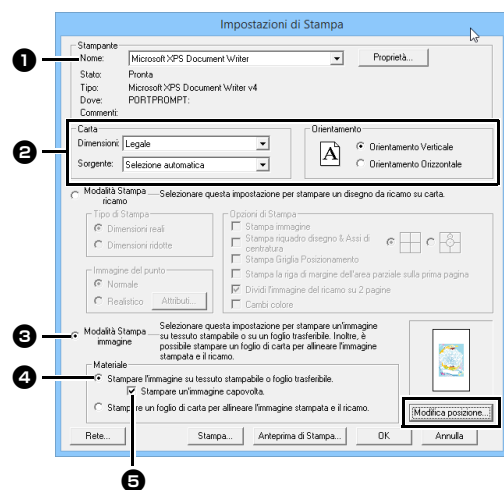 Impostazioni di Stampa
Stampante
1
Nome:
Microsoft XPS Document Writer
Proprietà...
Stato:
Pronta
Tipo:
Microsoft XPS Document Writer v4
Dove:
PORTPROMPT:
Commenti:
2
Carta
Dimensioni:
Legale
Sorgente:
Selezione automatica
Orientamento
A
Orientamento Verticale
Orientamento Orizzontale
Modalità Stampa
ricamo
Selezionare questa impostazione per stampare un disegno da ricamo su carta.
Tipo di Stampa
Dimensioni reali
Dimensioni ridotte
Immagine del punto
Normale
Realistico
Attributi...
Opzioni di Stampa
Stampa immagine
Stampa riquadro disegno & Assi di
centratura
Stampa Griglia Posizionamento
Stampa la riga di margine dell'area parziale sulla prima pagina
Dividi l'immagine del ricamo su 2 pagine
Cambi colore
3
Modalità Stampa
immagine
Selezionare questa impostazione per stampare un'immagine
su tessuto stampabile o su un foglio trasferibile. Inoltre, è
possibile stampare un foglio di carta per allineare l'immagine
stampata e il ricamo.
Materiale
4
Stampare l'immagine su tessuto stampabile o foglio trasferibile.
Stampare un'immagine capovolta.
Stampare un foglio di carta per allineare l'immagine stampata e il ricamo.
Modifica posizione...
Rete...
Stampa...
Anteprima di Stampa...
OK
Annulla
5